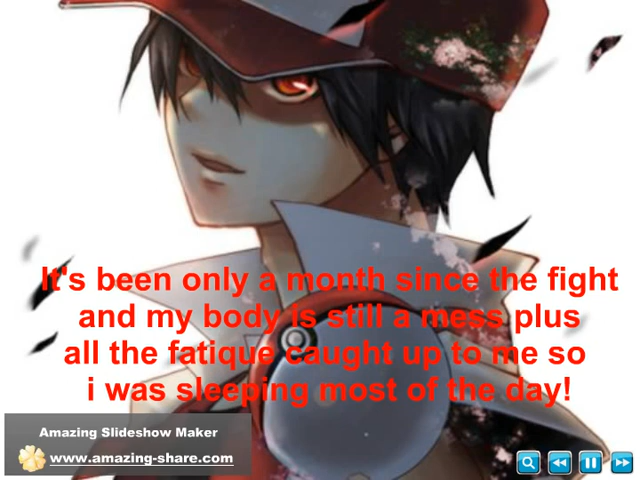 It's been only a month since the fight
and my body is still a mess plus
all the fatique caught up to me so
i was sleeping most of the day!
Amazing Slideshow Maker
www.amazing-share.com